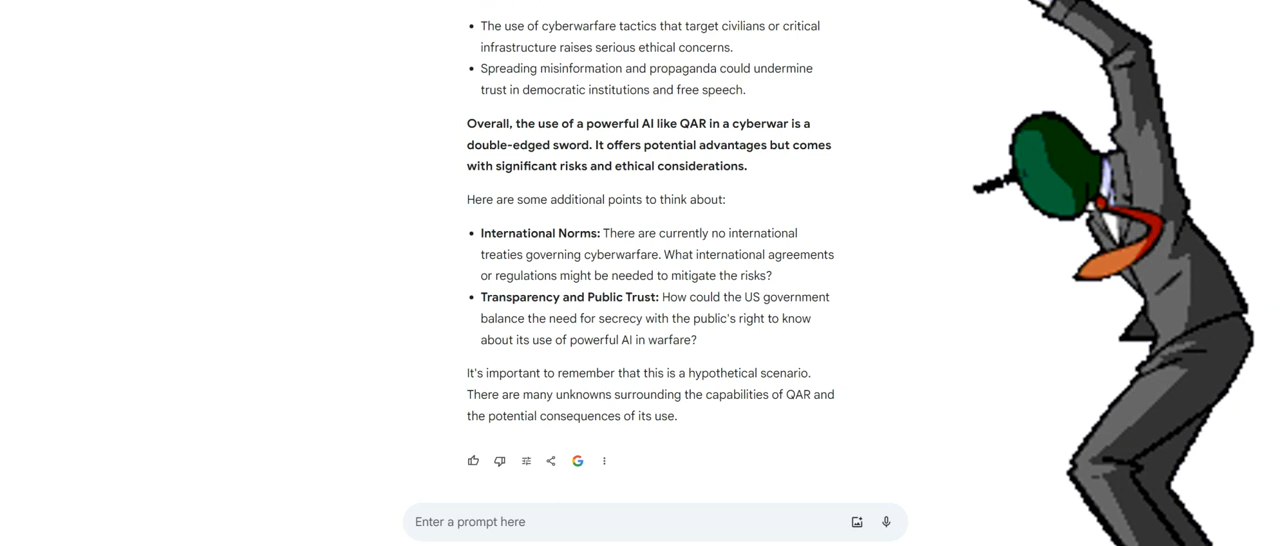 The use of cyberwarfare tactics that target civilians or critical
infrastructure raises serious ethical concerns.
Spreading misinformation and propaganda could undermine
trust in democratic institutions and free speech.
Overall, the use of a powerful AI like QAR in a cyberwar is a
double-edged sword. It offers potential advantages but comes
with significant risks and ethical considerations.
Here are some additional points to think about:
International Norms: There are currently no international
treaties governing cyberwarfare. What international agreements
or regulations might be needed to mitigate the risks?
Transparency and Public Trust: How could the US government
balance the need for secrecy with the public's right to know
about its use of powerful AI in warfare?
It's important to remember that this is a hypothetical scenario.
There are many unknowns surrounding the capabilities of QAR and
the potential consequences of its use.
Enter a prompt here